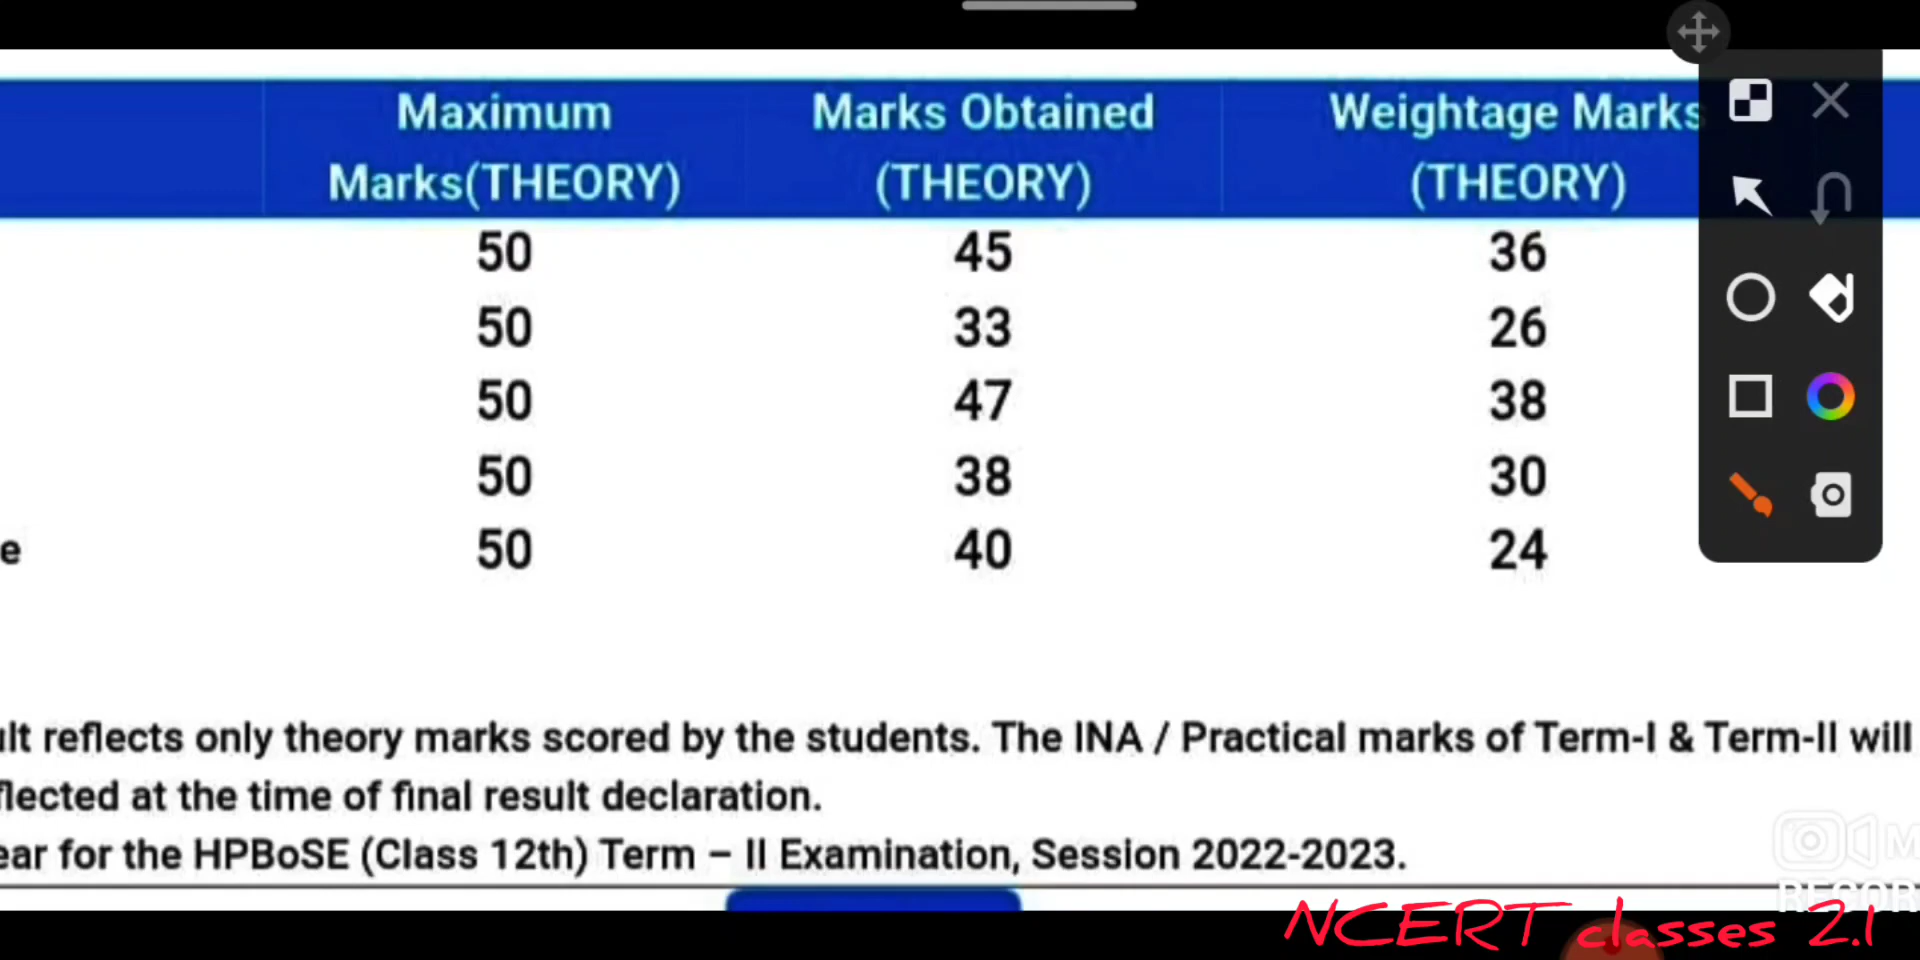 Maximum Marks Obtained Weightage Marks
Marks(THEORY) (THEORY) (THEORY)
50 45 36
50 33 26
50 47 38
50 38 30
e 50 40 24
ult reflects only theory marks scored by the students. The INA / Practical marks of Term-I & Term-II will
flected at the time of final result declaration.
ear for the HPBoSE (Class 12th) Term – II Examination, Session 2022-2023.
M
RECOR
NCERT classes 2.1